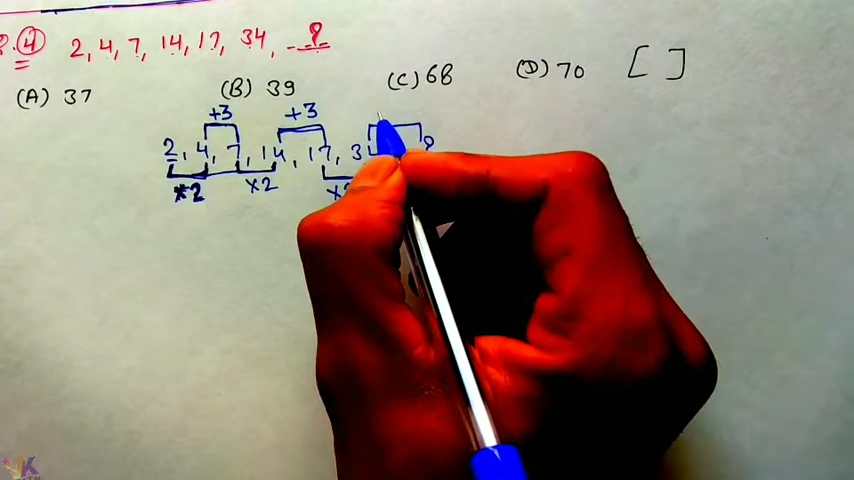 ④ 2, 4, 7, 14, 17, 34, - ?
(A) 37 (B) 39 (C) 68 (D) 70 [ ]
+3 +3
2, 4, 7, 14, 17, 3 ?
×2 ×2